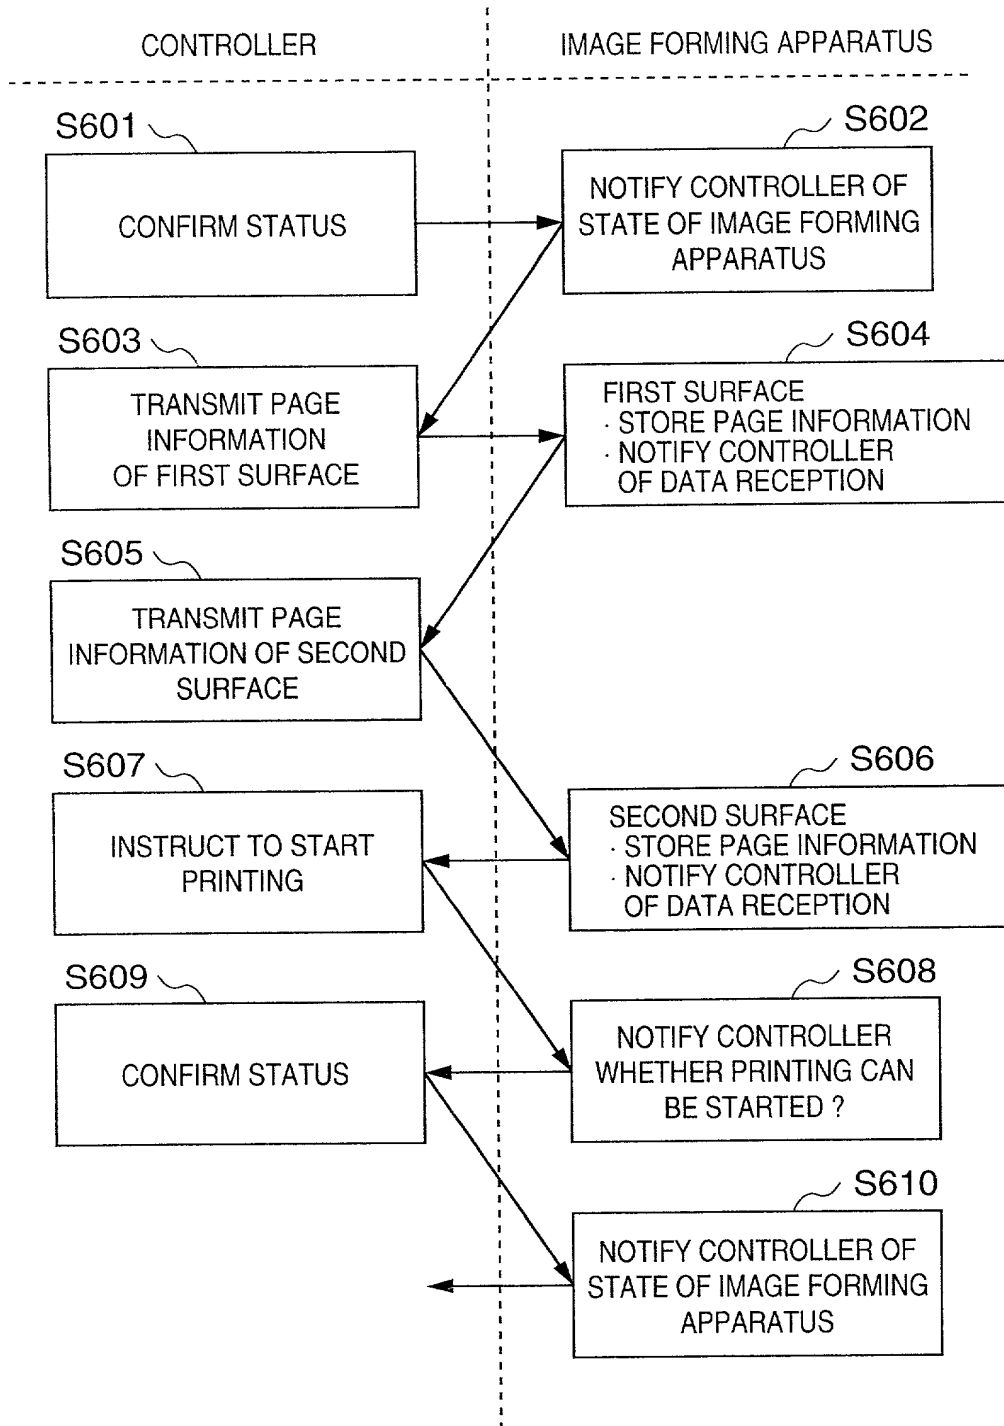 CONTROLLER
IMAGE FORMING APPARATUS
S601
CONFIRM STATUS
S602
NOTIFY CONTROLLER OF
STATE OF IMAGE FORMING
APPARATUS
S603
TRANSMIT PAGE
INFORMATION
OF FIRST SURFACE
S604
FIRST SURFACE
· STORE PAGE INFORMATION
· NOTIFY CONTROLLER
OF DATA RECEPTION
S605
TRANSMIT PAGE
INFORMATION OF SECOND
SURFACE
S606
SECOND SURFACE
· STORE PAGE INFORMATION
· NOTIFY CONTROLLER
OF DATA RECEPTION
S607
INSTRUCT TO START
PRINTING
S608
NOTIFY CONTROLLER
WHETHER PRINTING CAN
BE STARTED ?
S609
CONFIRM STATUS
S610
NOTIFY CONTROLLER OF
STATE OF IMAGE FORMING
APPARATUS